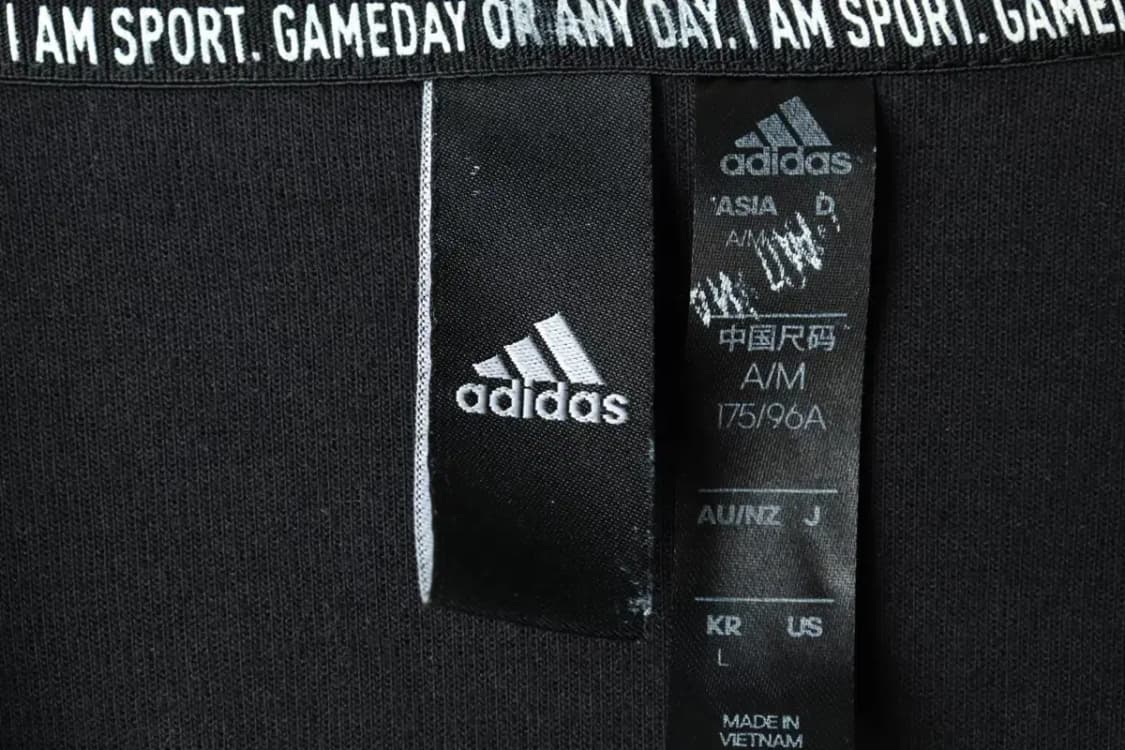 I AM SPORT. GAMEDAY OR ANY DAY. I AM SPORT. GAME
adidas
adidas
ASIA D
A/M
中国尺码
A/M
175/96A
AU/NZ J
KR US
L
MADE IN
VIETNAM